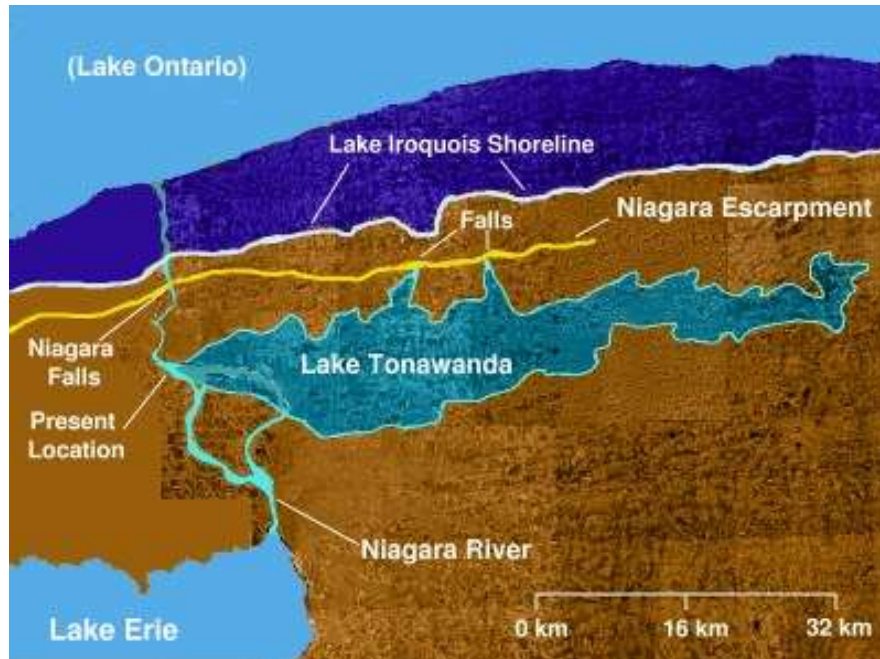 (Lake Ontario)
Lake Iroquois Shoreline
Niagara Escarpment
Falls
Niagara
Falls
Lake Tonawanda
Present
Location
Niagara River
Lake Erie
0 km 16 km 32 km